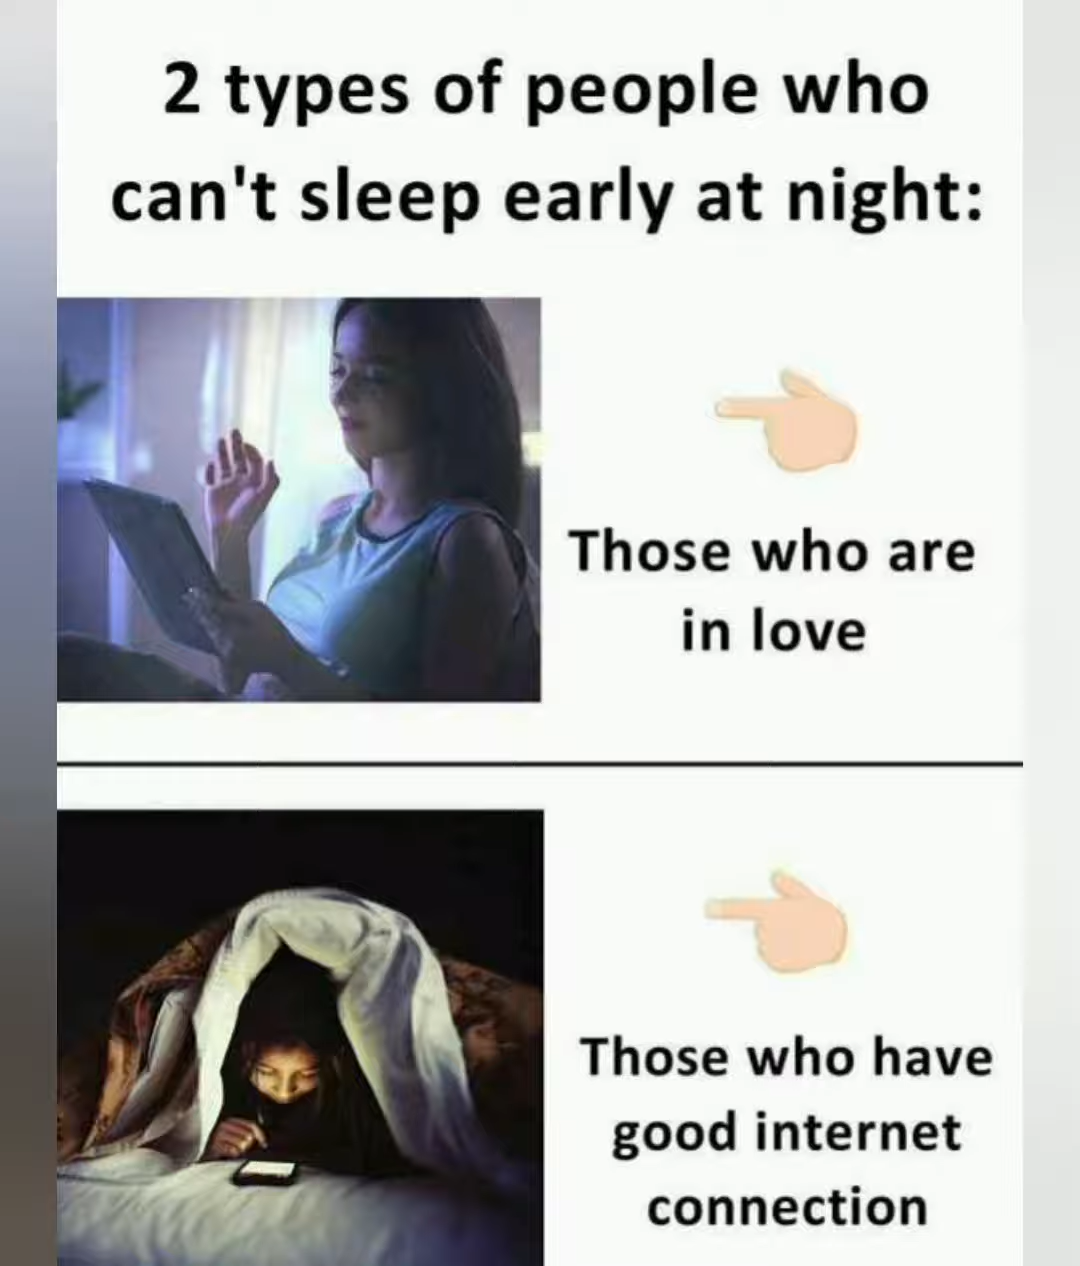 2 types of people who
can't sleep early at night:
Those who are
in love
Those who have
good internet
connection